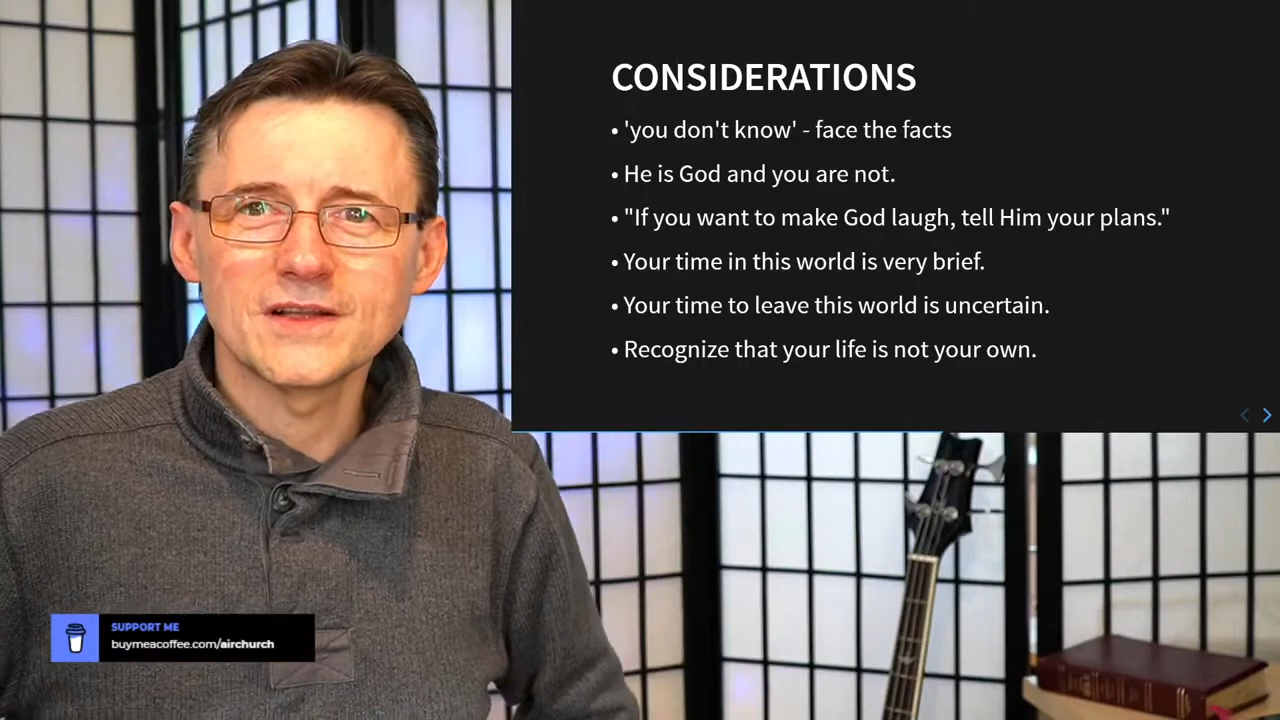 CONSIDERATIONS
• 'you don't know' - face the facts
• He is God and you are not.
• "If you want to make God laugh, tell Him your plans."
• Your time in this world is very brief.
• Your time to leave this world is uncertain.
• Recognize that your life is not your own.
SUPPORT ME
buymeacoffee.com/airchurch